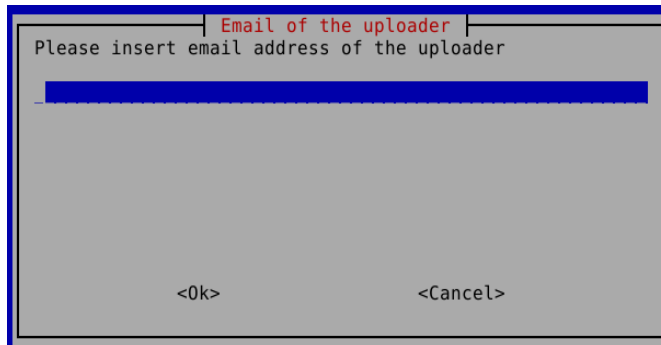 Email of the uploader
Please insert email address of the uploader
<Ok> <Cancel>